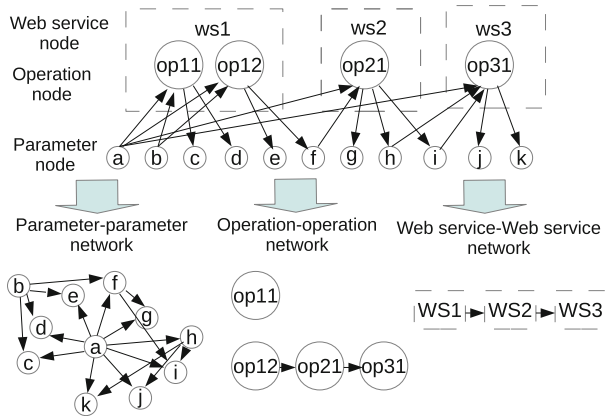 Web service
node
ws1
ws2
ws3
Operation
node
op11
op12
op21
op31
Parameter
node
a
b
c
d
e
f
g
h
i
j
k
Parameter-parameter
network
Operation-operation
network
Web service-Web service
network
b
f
e
g
d
h
a
c
i
k
j
op11
op12
op21
op31
WS1
WS2
WS3